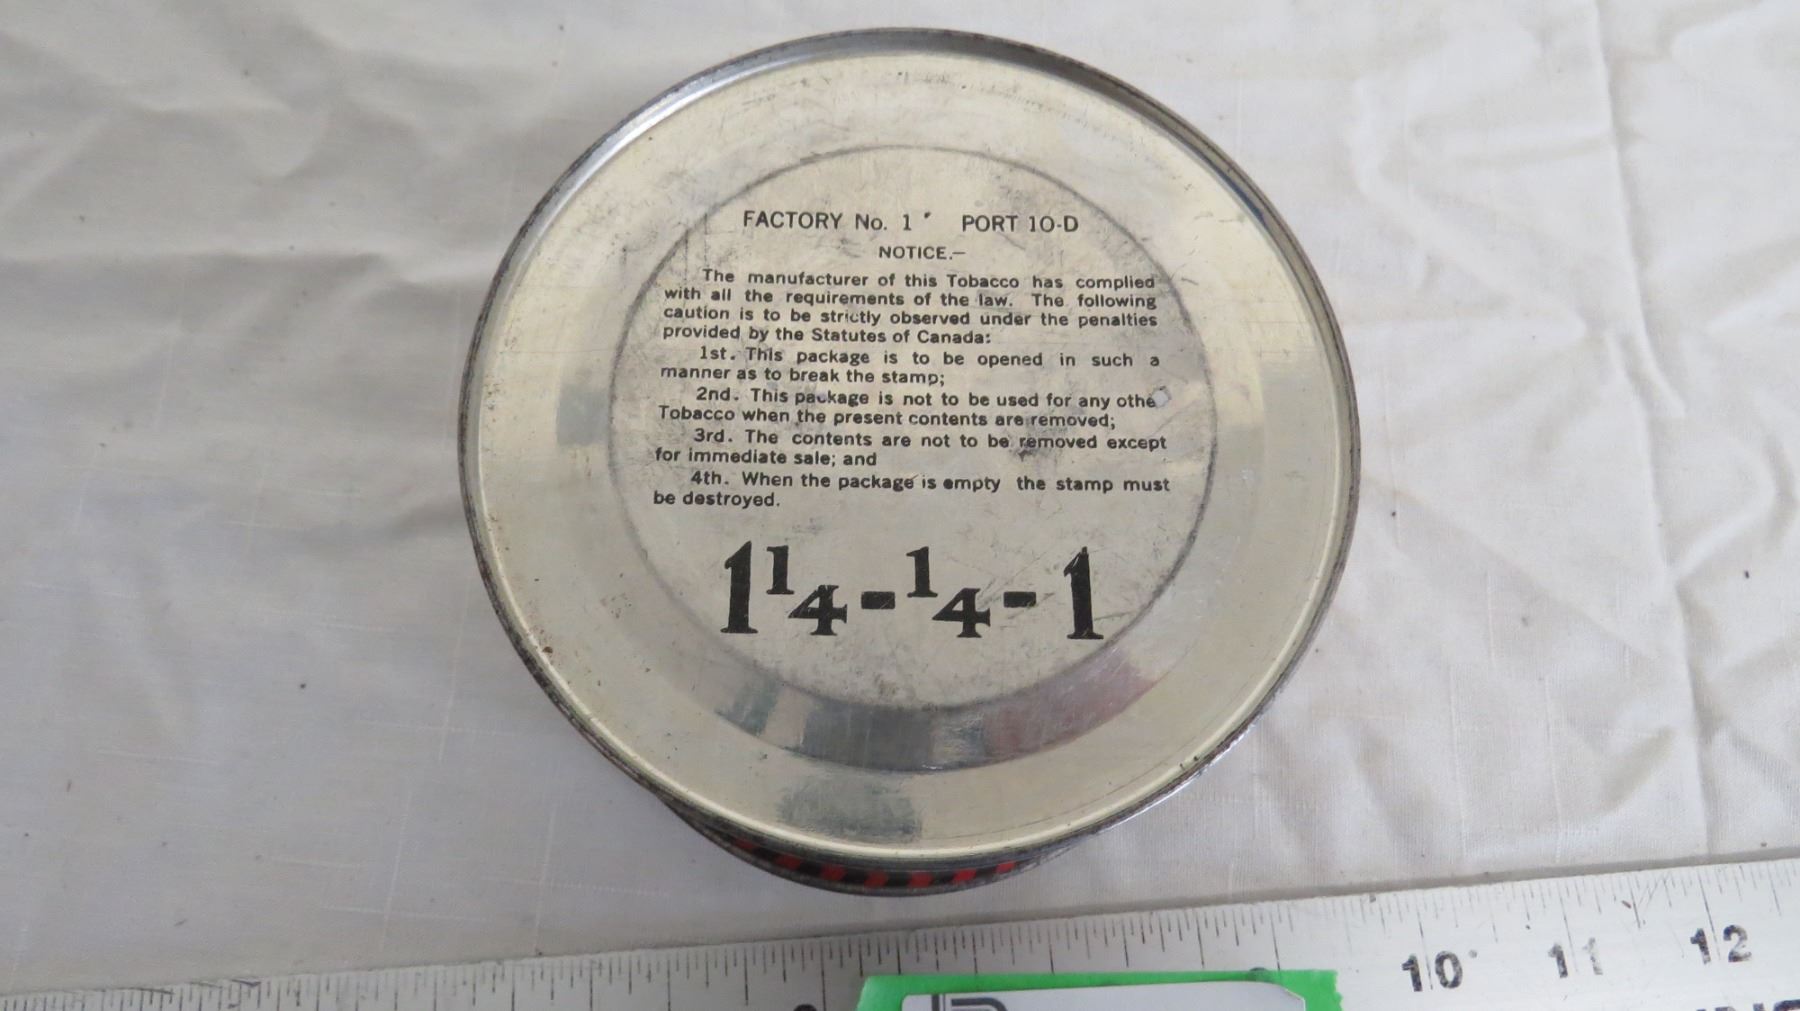 FACTORY No. 1 PORT 10-D
NOTICE.—
The manufacturer of this Tobacco has complied
with all the requirements of the law. The following
caution is to be strictly observed under the penalties
provided by the Statutes of Canada:
1st. This package is to be opened in such a
manner as to break the stamp;
2nd. This package is not to be used for any othe
Tobacco when the present contents are removed;
3rd. The contents are not to be removed except
for immediate sale; and
4th. When the package is empty the stamp must
be destroyed.
1¼-¼-1
10 11 12